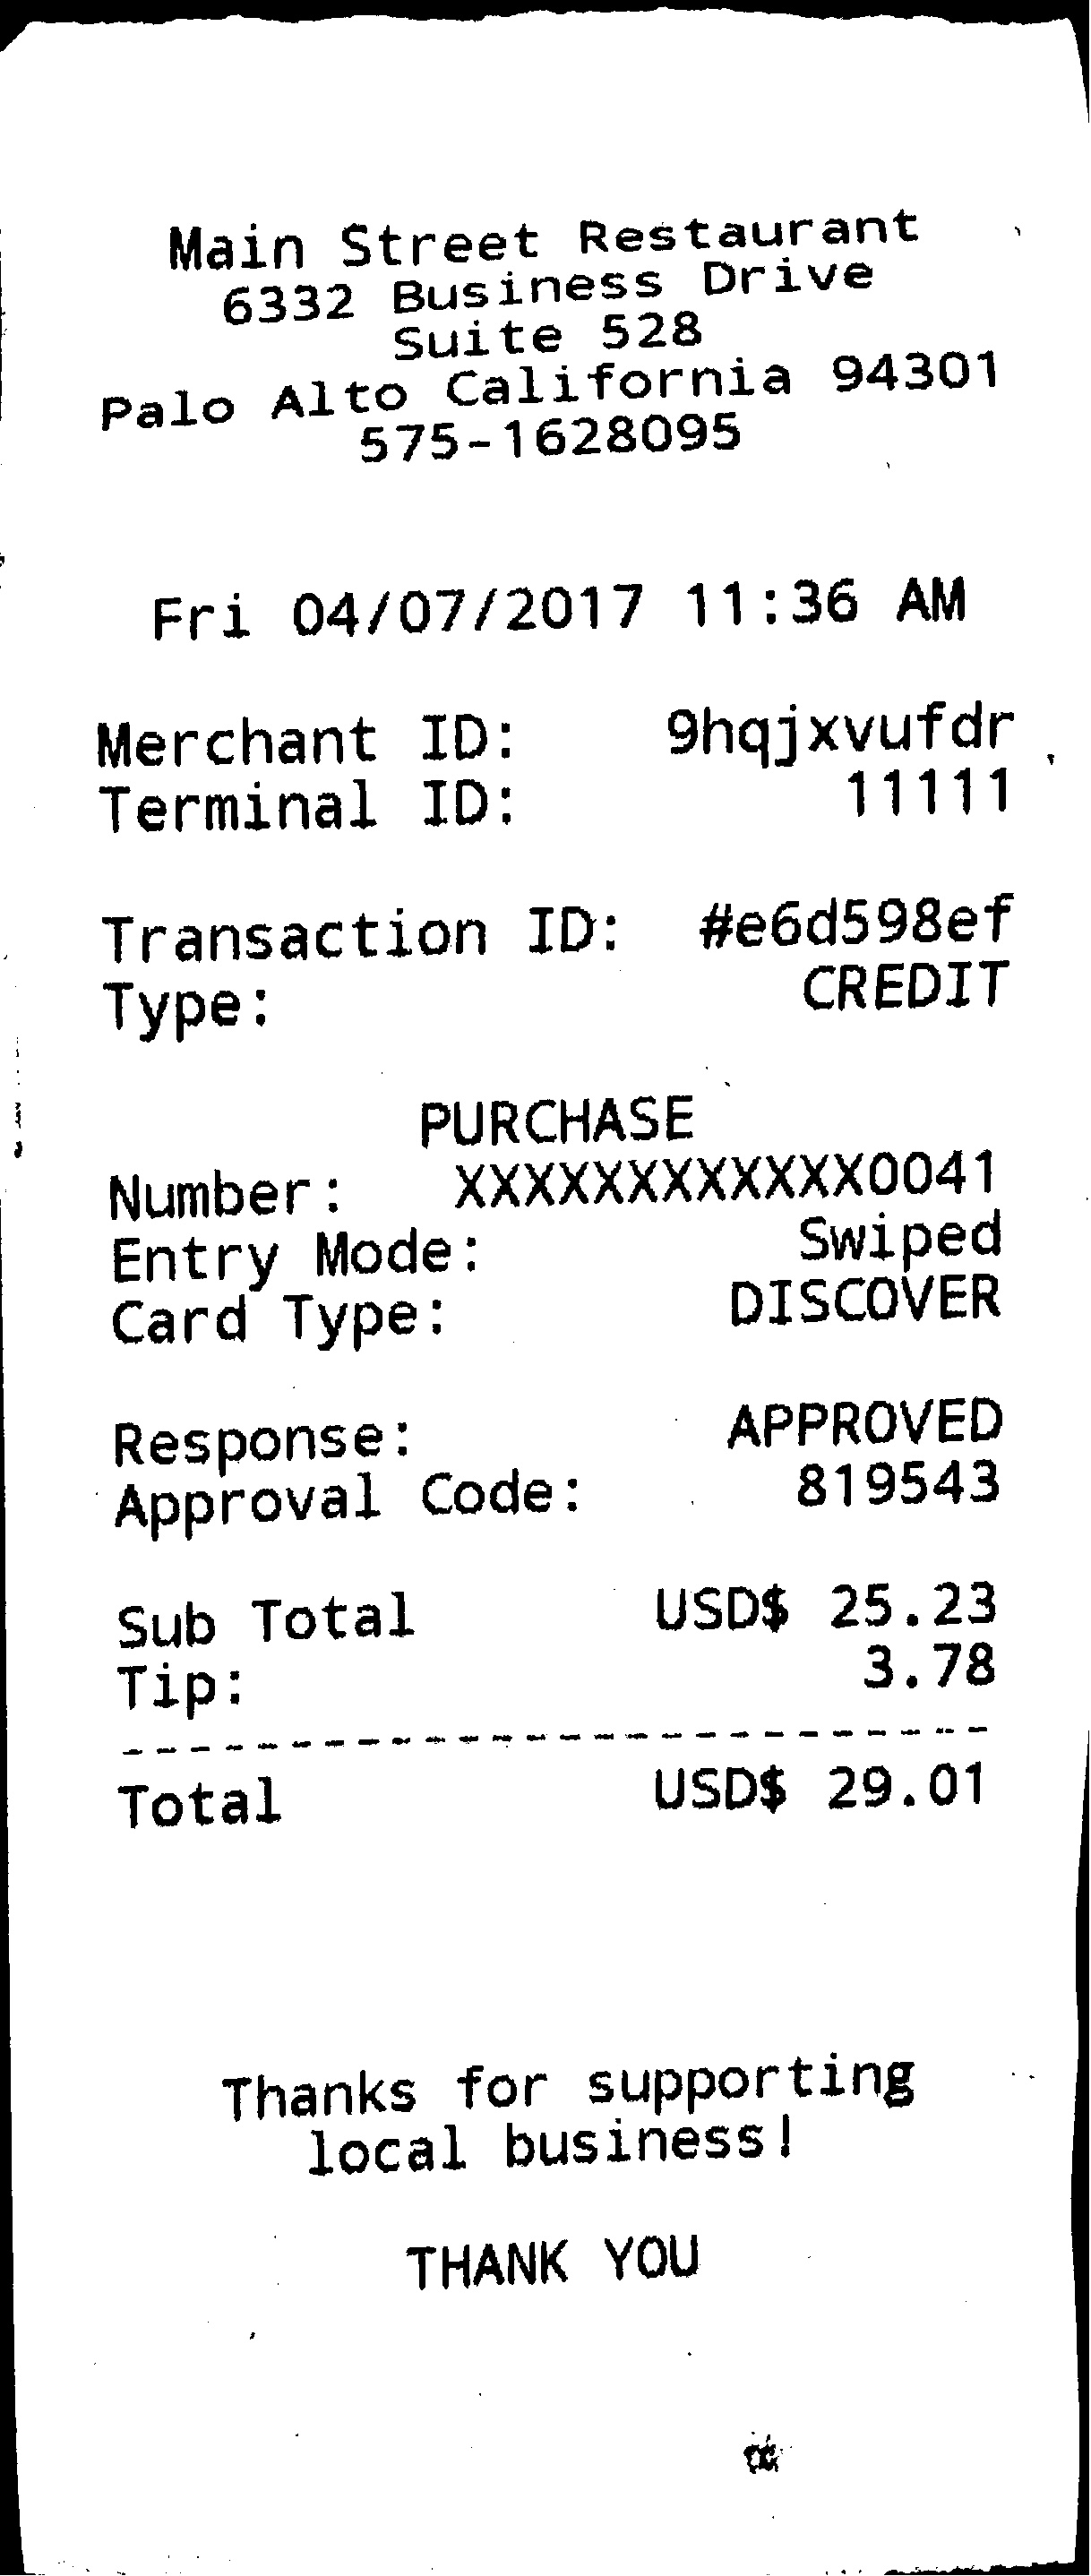 Main Street Restaurant
6332 Business Drive
Suite 528
Palo Alto California 94301
575-1628095
Fri 04/07/2017 11:36 AM
Merchant ID: 9hqjxvufdr
Terminal ID: 11111
Transaction ID: #e6d598ef
Type: CREDIT
PURCHASE
Number: XXXXXXXXXXXX0041
Entry Mode: Swiped
Card Type: DISCOVER
Response: APPROVED
Approval Code: 819543
Sub Total USD$ 25.23
Tip: 3.78
--------------------------
Total USD$ 29.01
Thanks for supporting
local business!
THANK YOU